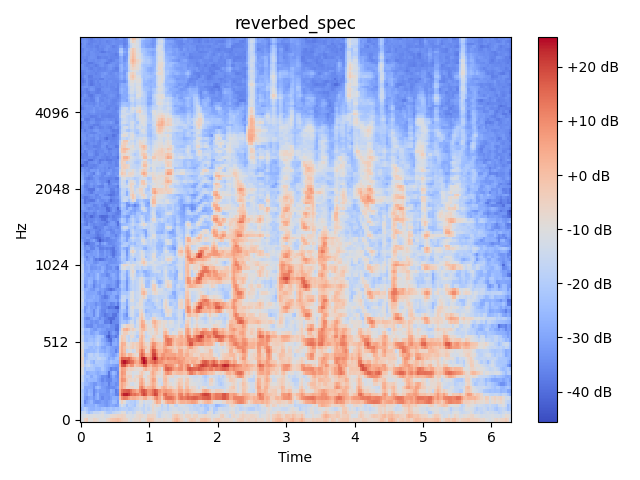 reverbed_spec
+20 dB
+10 dB
+0 dB
-10 dB
-20 dB
-30 dB
-40 dB
4096
2048
1024
512
0
Hz
0 1 2 3 4 5 6
Time